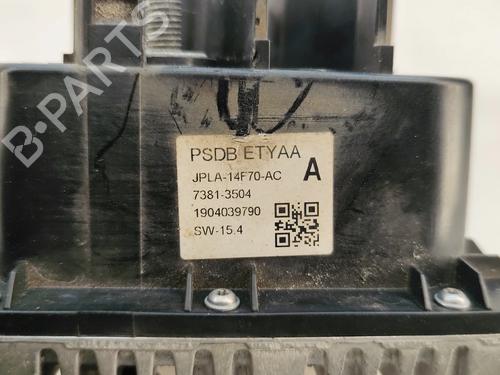 PSDB ETYAA
JPLA-14F70-AC
A
7381-3504
1904039790
SW-15.4
B-PARTS